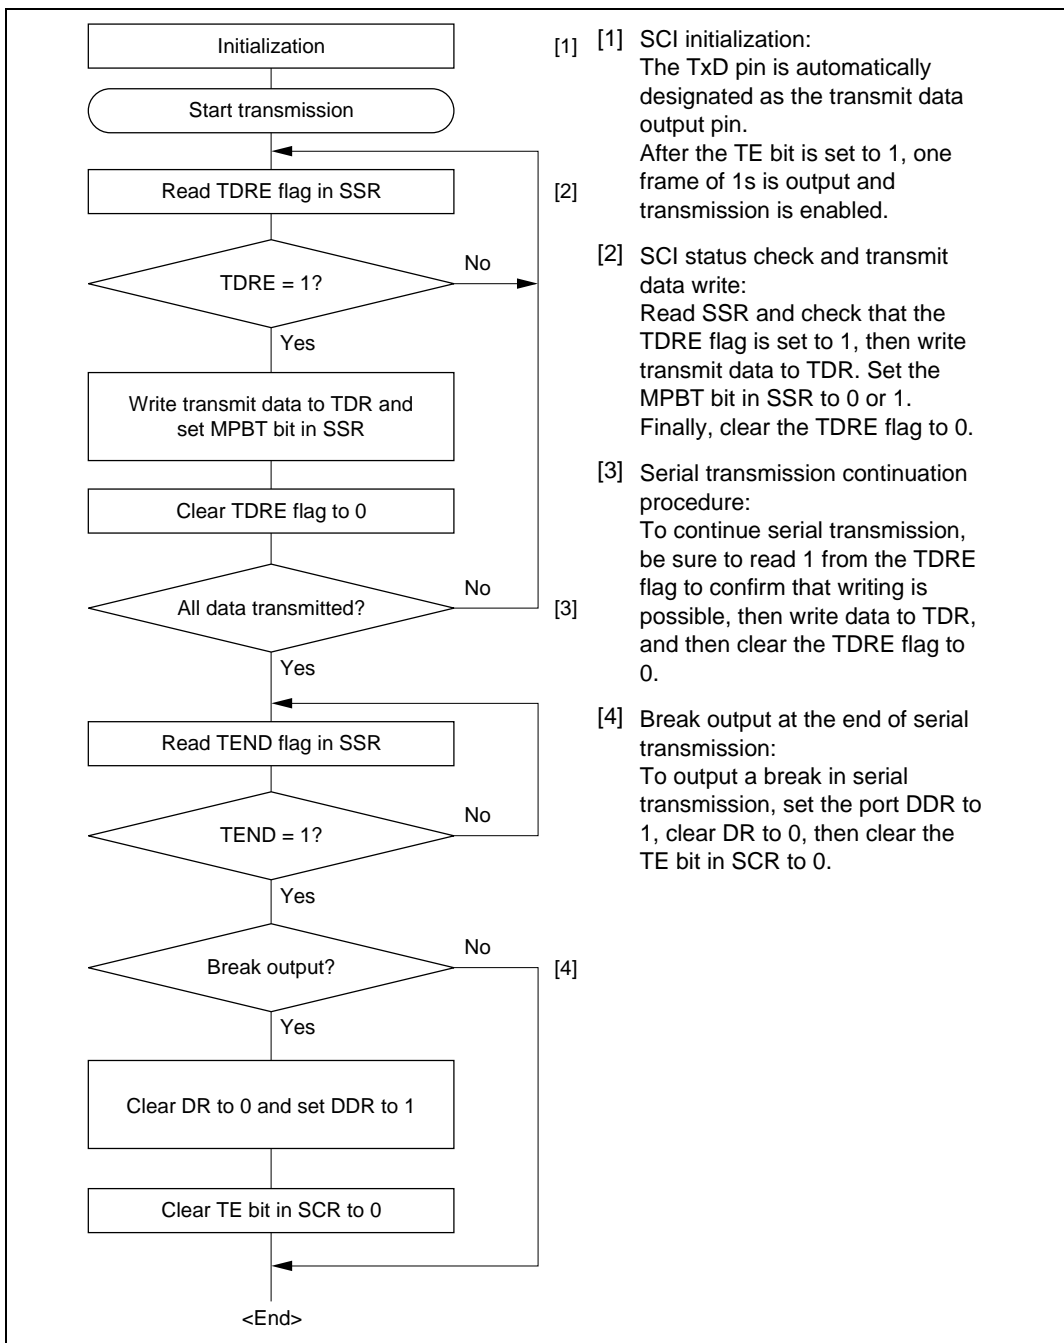 Initialization
[1]
Start transmission
Read TDRE flag in SSR
[2]
TDRE = 1?
No
Yes
Write transmit data to TDR and
set MPBT bit in SSR
Clear TDRE flag to 0
All data transmitted?
No
[3]
Yes
Read TEND flag in SSR
TEND = 1?
No
Yes
Break output?
No
[4]
Yes
Clear DR to 0 and set DDR to 1
Clear TE bit in SCR to 0
<End>
[1] SCI initialization:
The TxD pin is automatically
designated as the transmit data
output pin.
After the TE bit is set to 1, one
frame of 1s is output and
transmission is enabled.
[2] SCI status check and transmit
data write:
Read SSR and check that the
TDRE flag is set to 1, then write
transmit data to TDR. Set the
MPBT bit in SSR to 0 or 1.
Finally, clear the TDRE flag to 0.
[3] Serial transmission continuation
procedure:
To continue serial transmission,
be sure to read 1 from the TDRE
flag to confirm that writing is
possible, then write data to TDR,
and then clear the TDRE flag to
0.
[4] Break output at the end of serial
transmission:
To output a break in serial
transmission, set the port DDR to
1, clear DR to 0, then clear the
TE bit in SCR to 0.